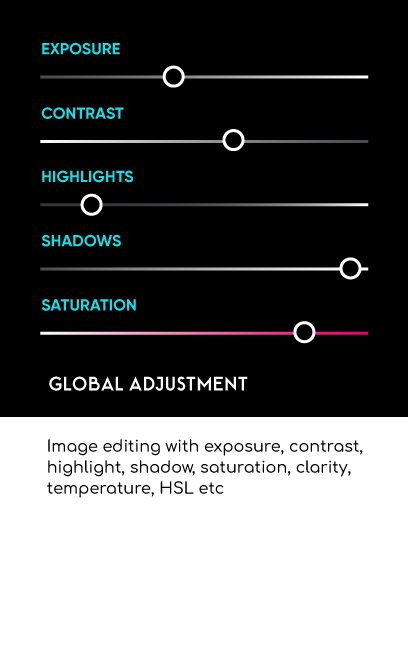 EXPOSURE
CONTRAST
HIGHLIGHTS
SHADOWS
SATURATION
GLOBAL ADJUSTMENT
Image editing with exposure, contrast,
highlight, shadow, saturation, clarity,
temperature, HSL etc